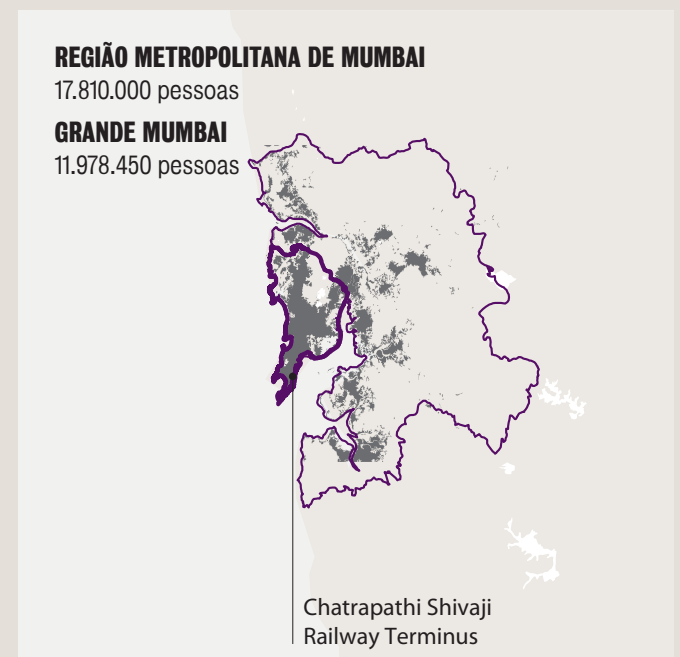 REGIÃO METROPOLITANA DE MUMBAI
17.810.000 pessoas
GRANDE MUMBAI
11.978.450 pessoas
Chatrapathi Shivaji
Railway Terminus